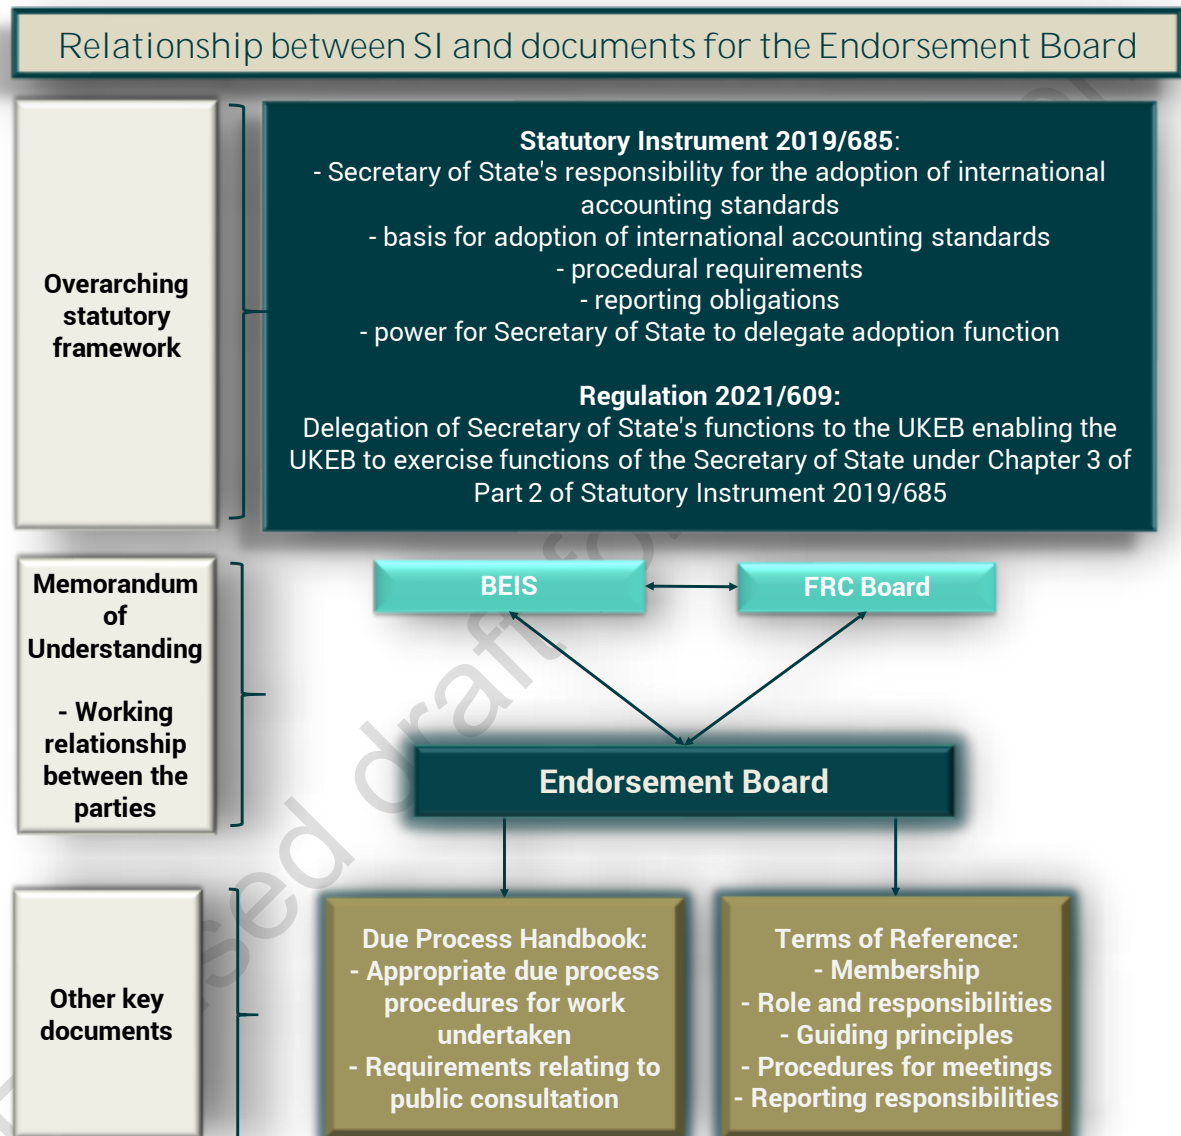 Relationship between SI and documents for the Endorsement Board
Overarching
statutory
framework
Statutory Instrument 2019/685:
- Secretary of State's responsibility for the adoption of international
accounting standards
- basis for adoption of international accounting standards
- procedural requirements
- reporting obligations
- power for Secretary of State to delegate adoption function
Regulation 2021/609:
Delegation of Secretary of State's functions to the UKEB enabling the
UKEB to exercise functions of the Secretary of State under Chapter 3 of
Part 2 of Statutory Instrument 2019/685
Memorandum
of
Understanding
- Working
relationship
between the
parties
BEIS
FRC Board
Endorsement Board
Other key
documents
Due Process Handbook:
- Appropriate due process
procedures for work
undertaken
- Requirements relating to
public consultation
Terms of Reference:
- Membership
- Role and responsibilities
- Guiding principles
- Procedures for meetings
- Reporting responsibilities
draft